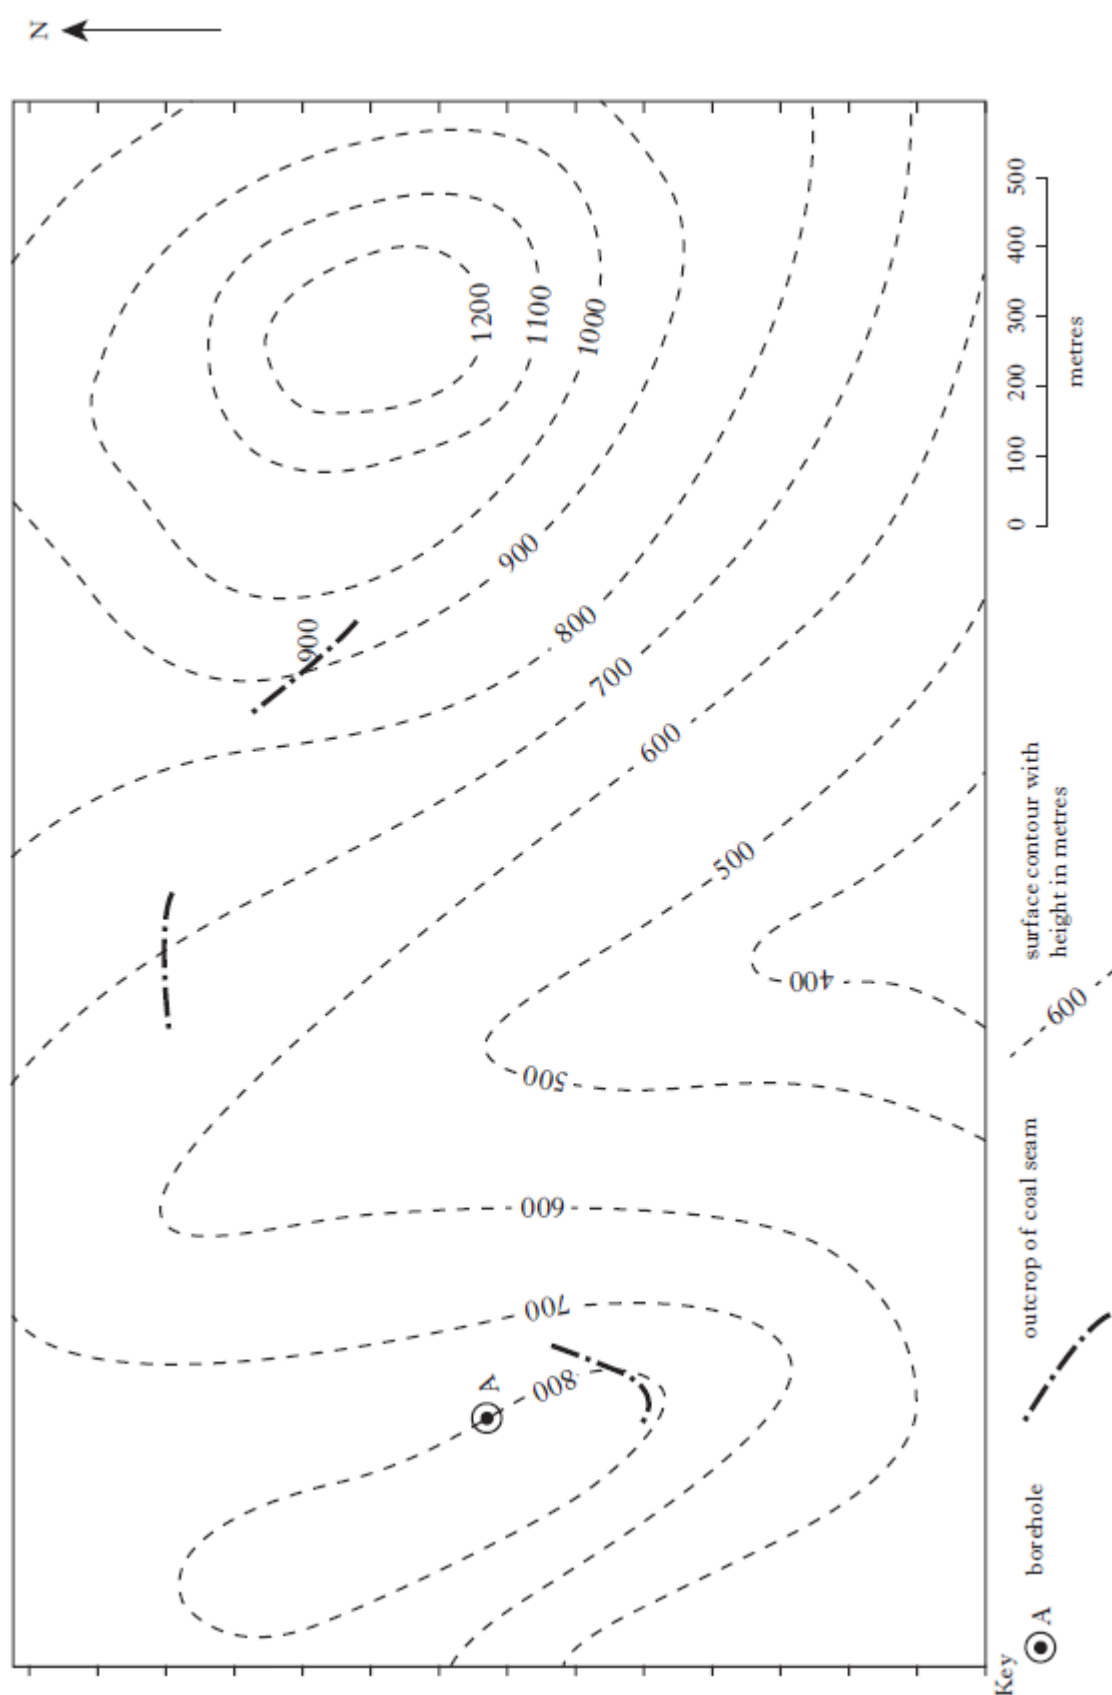 N
1200
1100
1000
900
900
800
700
600
500
400
500
600
700
800
A
0 100 200 300 400 500
metres
Key
A borehole
outcrop of coal seam
surface contour with
height in metres
600